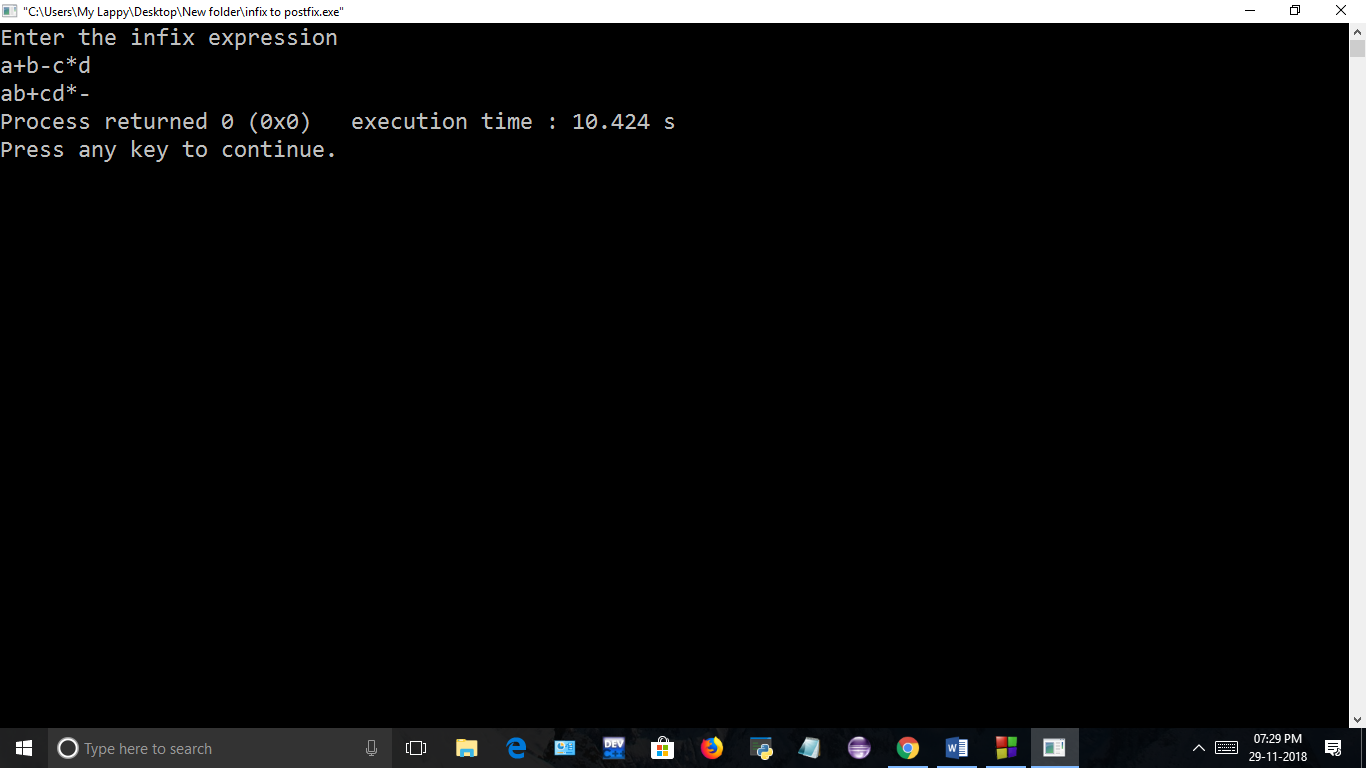 "C:\Users\My Lappy\Desktop\New folder\infix to postfix.exe"
Enter the infix expression
a+b-c*d
ab+cd*-
Process returned 0 (0x0)   execution time : 10.424 s
Press any key to continue.
Type here to search
DEV
07:29 PM
29-11-2018